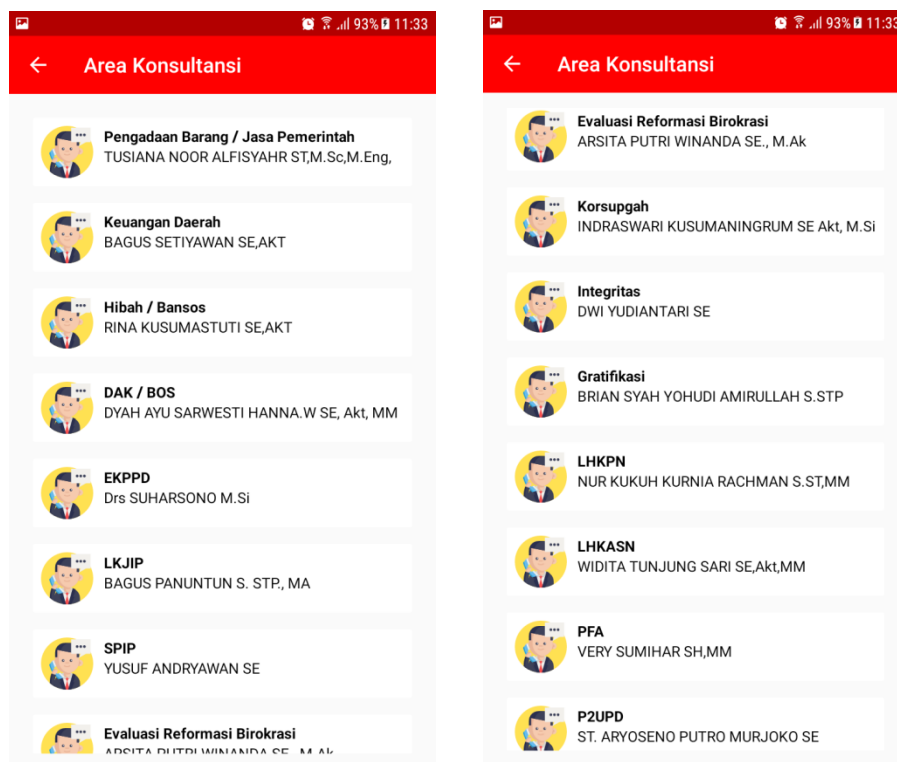 93% 11:33
Area Konsultansi
Pengadaan Barang / Jasa Pemerintah
TUSIANA NOOR ALFISYAHR ST,M.Sc,M.Eng,
Keuangan Daerah
BAGUS SETIYAWAN SE,AKT
Hibah / Bansos
RINA KUSUMASTUTI SE,AKT
DAK / BOS
DYAH AYU SARWESTI HANNA.W SE, Akt, MM
EKPPD
Drs SUHARSONO M.Si
LKJIP
BAGUS PANUNTUN S. STP., MA
SPIP
YUSUF ANDRYAWAN SE
Evaluasi Reformasi Birokrasi
ARSITA PUTRI WINANDA SE., M.Ak
93% 11:33
Area Konsultansi
Evaluasi Reformasi Birokrasi
ARSITA PUTRI WINANDA SE., M.Ak
Korsupgah
INDRASWARI KUSUMANINGRUM SE Akt, M.Si
Integritas
DWI YUDIANTARI SE
Gratifikasi
BRIAN SYAH YOHUDI AMIRULLAH S.STP
LHKPN
NUR KUKUH KURNIA RACHMAN S.ST,MM
LHKASN
WIDITA TUNJUNG SARI SE,Akt,MM
PFA
VERY SUMIHAR SH,MM
P2UPD
ST. ARYOSENO PUTRO MURJOKO SE